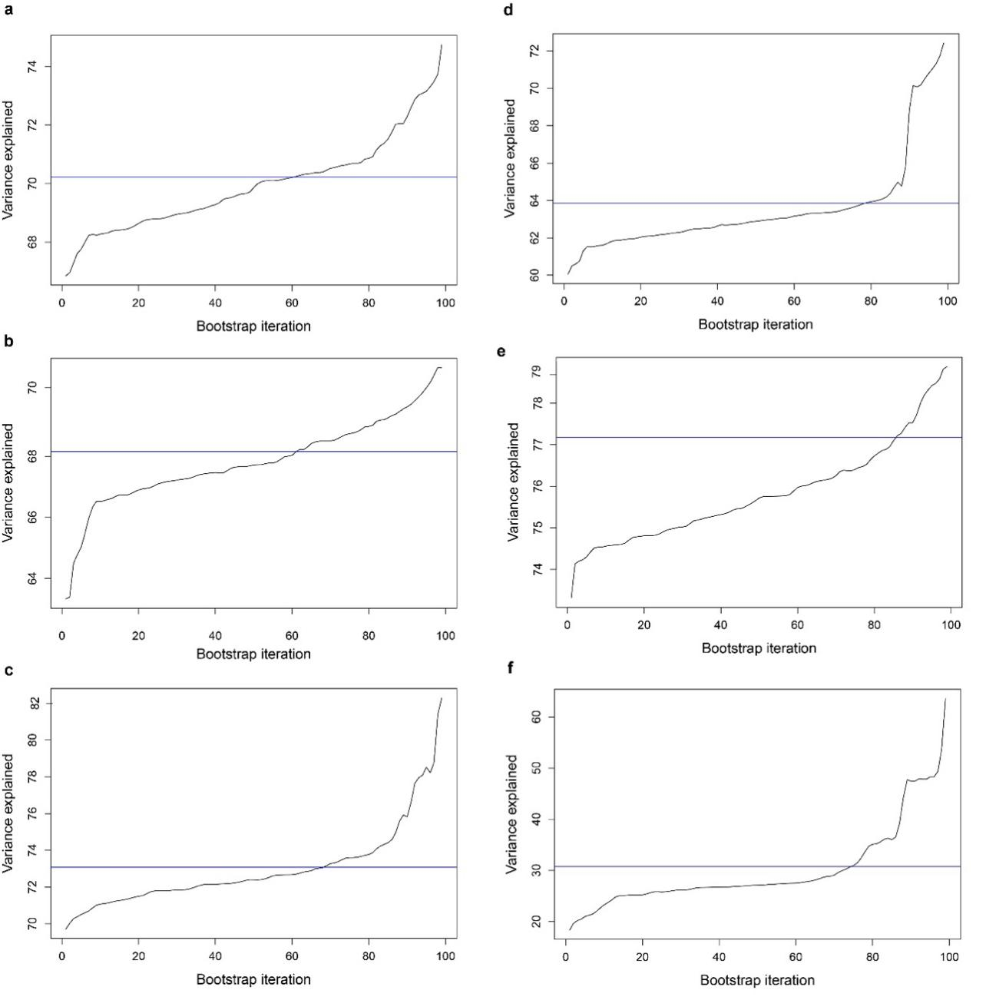 a
Variance explained
74
72
70
68
0 20 40 60 80 100
Bootstrap iteration
b
Variance explained
70
68
66
64
0 20 40 60 80 100
Bootstrap iteration
c
Variance explained
82
80
78
76
74
72
70
0 20 40 60 80 100
Bootstrap iteration
d
Variance explained
72
70
68
66
64
62
60
0 20 40 60 80 100
Bootstrap iteration
e
Variance explained
79
78
77
76
75
74
0 20 40 60 80 100
Bootstrap iteration
f
Variance explained
60
50
40
30
20
0 20 40 60 80 100
Bootstrap iteration